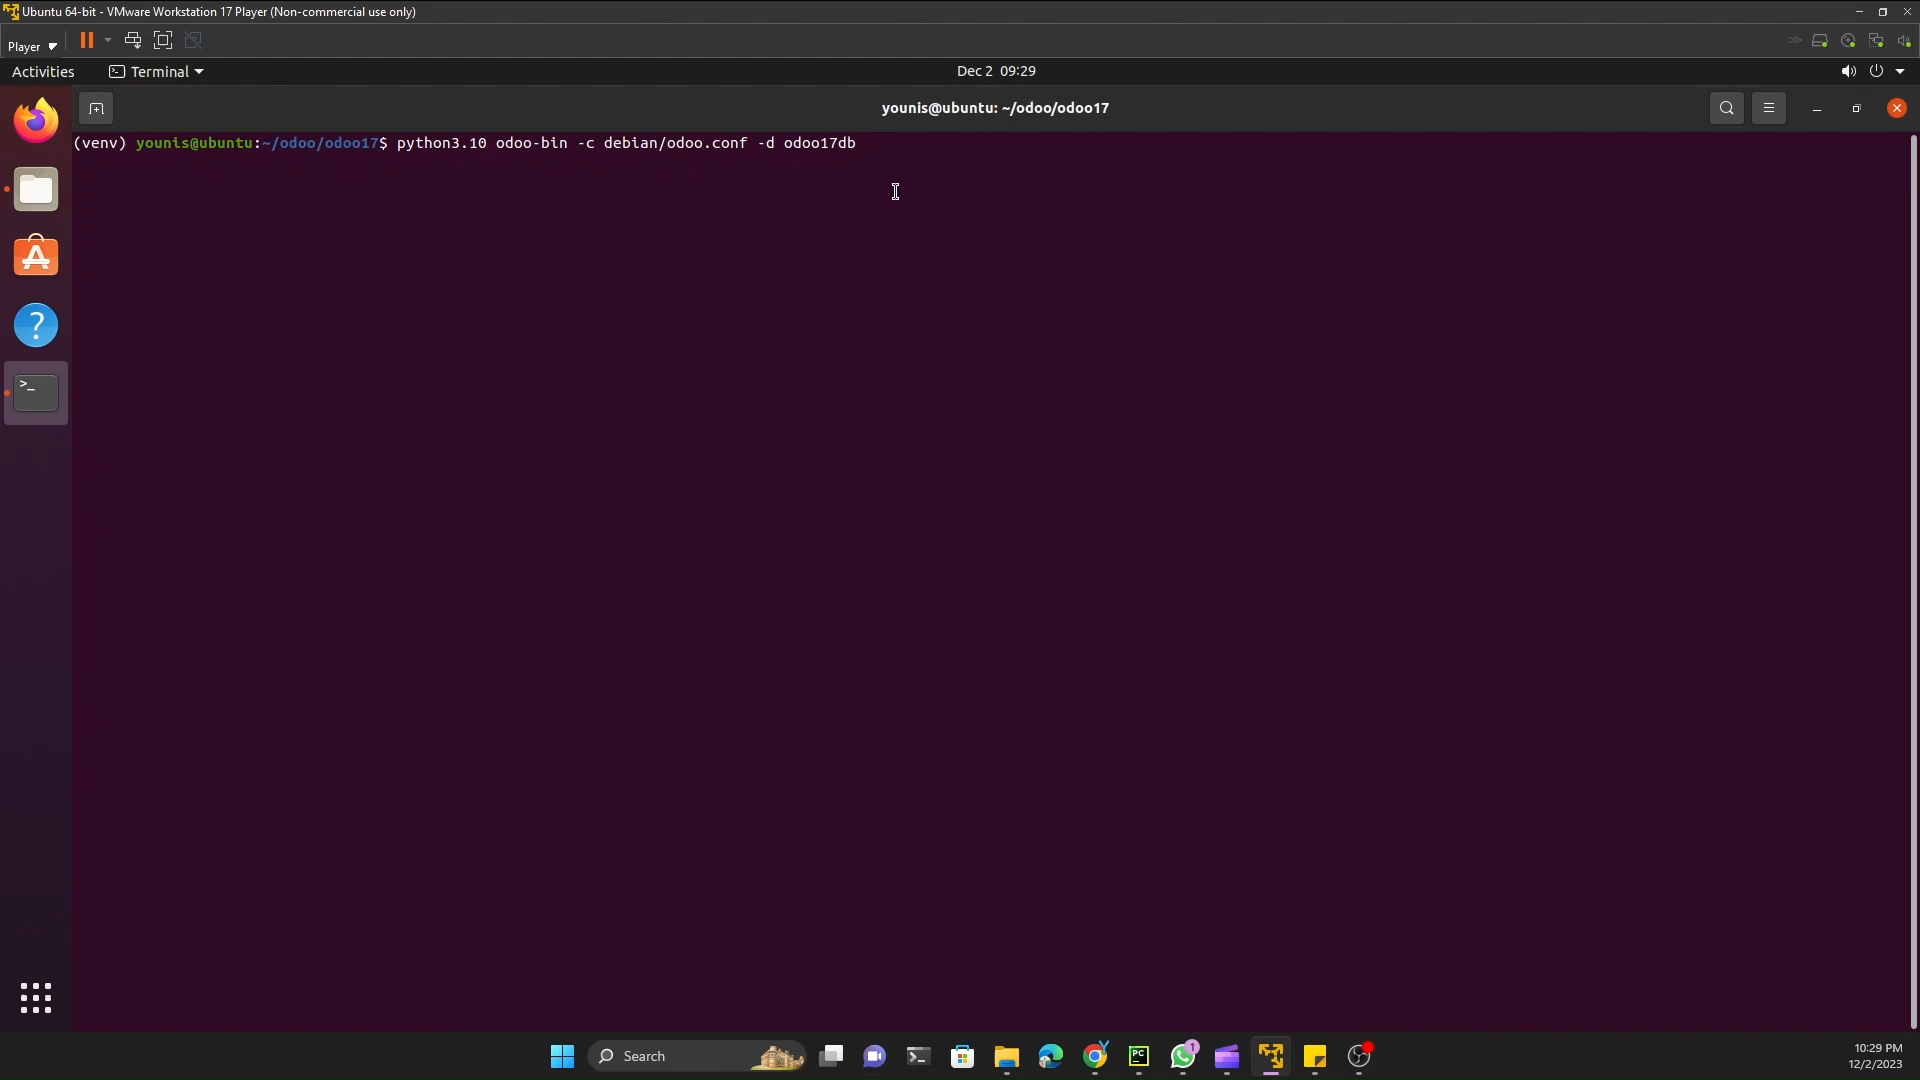 Ubuntu 64-bit - VMware Workstation 17 Player (Non-commercial use only)
Player
Activities
Terminal
Dec 2 09:29
younis@ubuntu: ~/odoo/odoo17
(venv) younis@ubuntu:~/odoo/odoo17$ python3.10 odoo-bin -c debian/odoo.conf -d odoo17db
>_
?
Search
PC
1
10:29 PM
12/2/2023